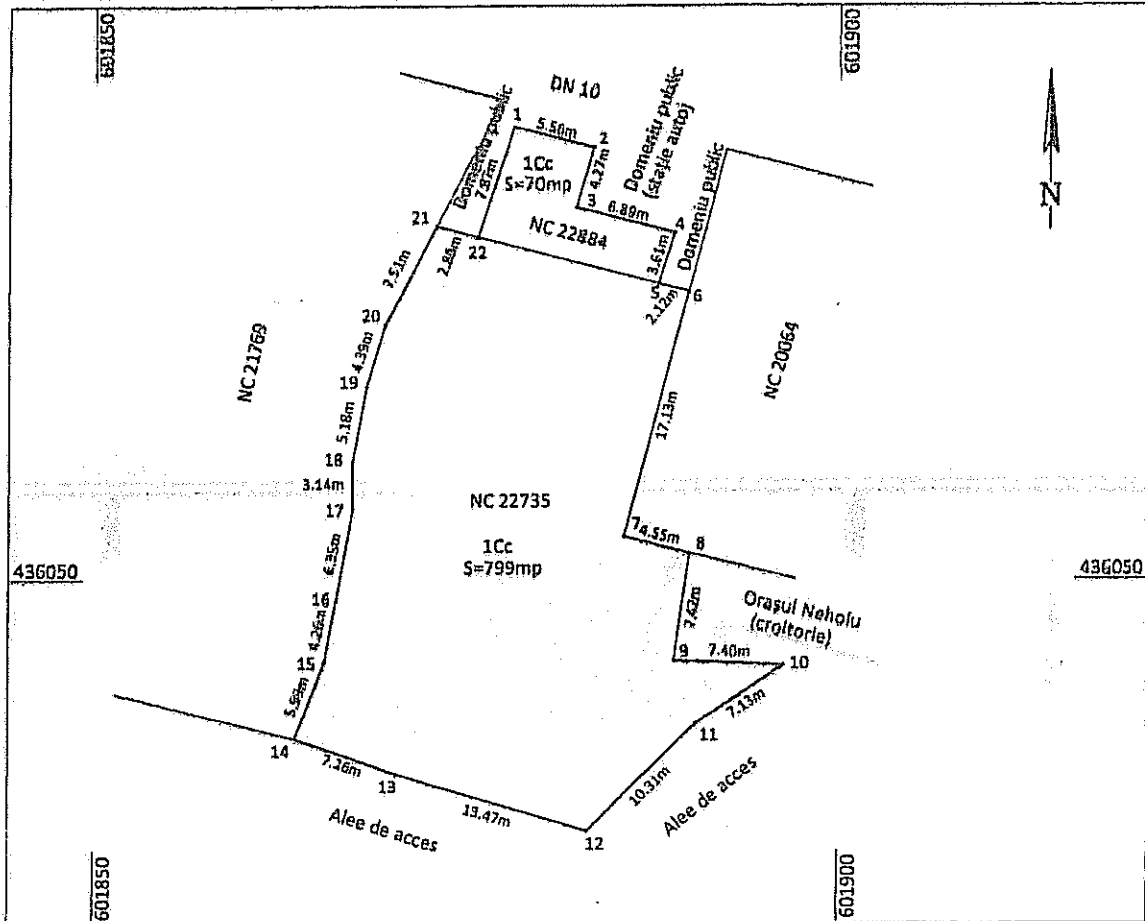 601850
601900
DN 10
Domeniu public
1
5.50m
2
Domeniu public
(stație auto)
Domeniu public
1Cc
S=70mp
7.87m
4.27m
3
6.89m
4
21
2.86m
22
NC 22884
3.61m
5
2.12m
6
7.51m
20
NC 21769
4.39m
19
NC 20064
5.18m
17.13m
18
3.14m
17
NC 22735
7
4.55m
8
1Cc
S=799mp
6.35m
436050
436050
16
4.26m
7.42m
Orașul Nehoiu
(croitorie)
15
9
7.40m
10
5.59m
7.13m
14
7.26m
11
13
10.31m
13.47m
Alee de acces
Alee de acces
12
601850
601900
N